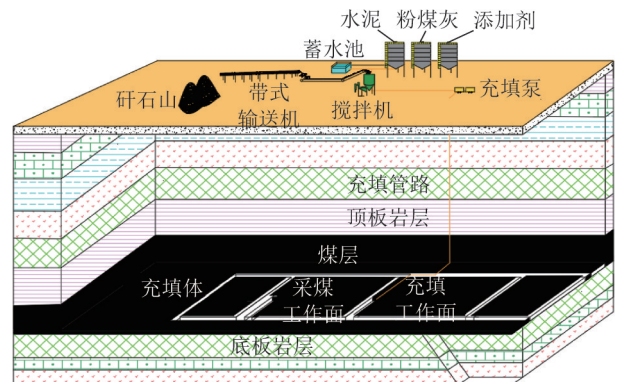 水泥 粉煤灰 添加剂
蓄水池
矸石山
带式
输送机
搅拌机
充填泵
充填管路
顶板岩层
煤层
充填体
采煤
工作面
充填
工作面
底板岩层